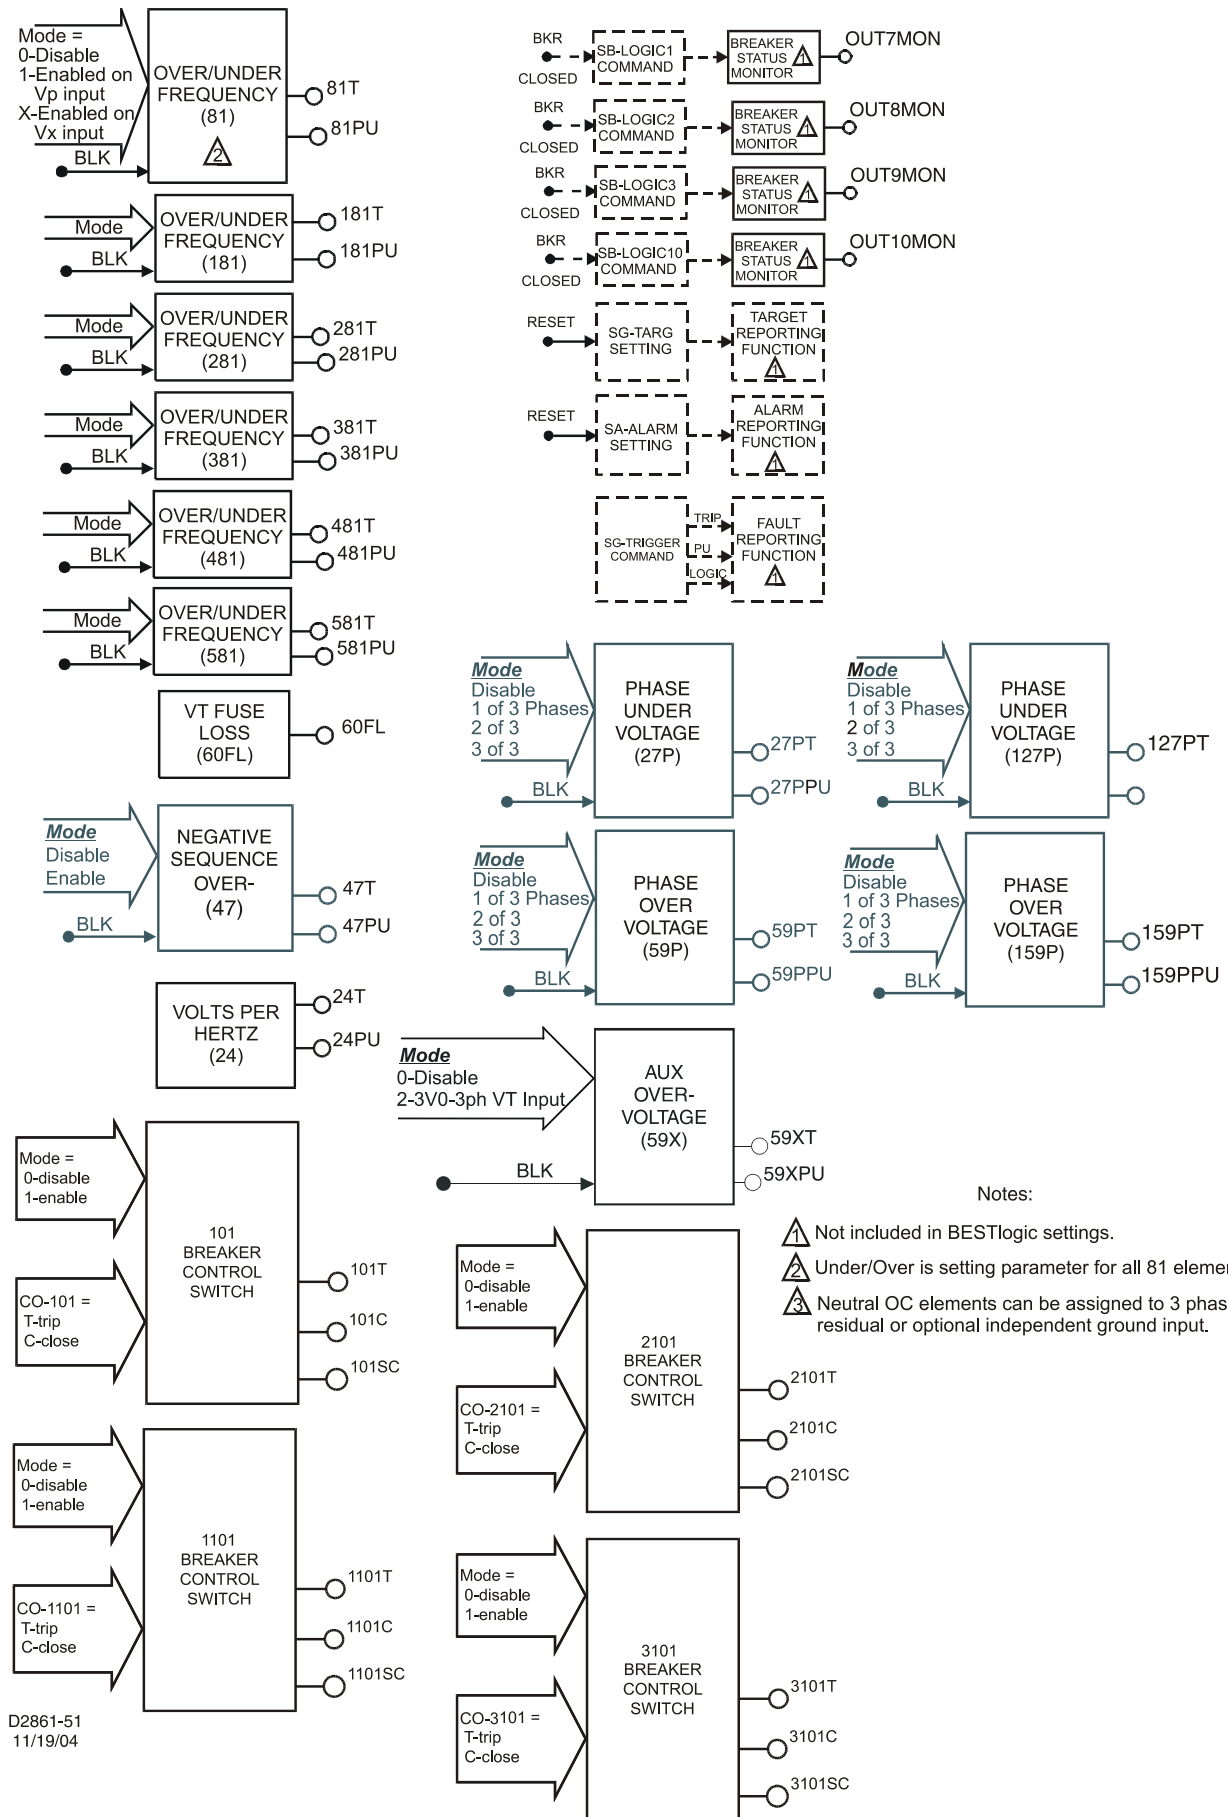 Mode =
0-Disable
1-Enabled on
Vp input
X-Enabled on
Vx input
BLK
OVER/UNDER
FREQUENCY
(81)
2
81T
81PU
Mode
BLK
OVER/UNDER
FREQUENCY
(181)
181T
181PU
Mode
BLK
OVER/UNDER
FREQUENCY
(281)
281T
281PU
Mode
BLK
OVER/UNDER
FREQUENCY
(381)
381T
381PU
Mode
BLK
OVER/UNDER
FREQUENCY
(481)
481T
481PU
Mode
BLK
OVER/UNDER
FREQUENCY
(581)
581T
581PU
VT FUSE
LOSS
(60FL)
60FL
Mode
Disable
Enable
BLK
NEGATIVE
SEQUENCE
OVER-
(47)
47T
47PU
VOLTS PER
HERTZ
(24)
24T
24PU
BKR
CLOSED
SB-LOGIC1
COMMAND
BREAKER
STATUS
MONITOR
1
OUT7MON
BKR
CLOSED
SB-LOGIC2
COMMAND
BREAKER
STATUS
MONITOR
1
OUT8MON
BKR
CLOSED
SB-LOGIC3
COMMAND
BREAKER
STATUS
MONITOR
1
OUT9MON
BKR
CLOSED
SB-LOGIC10
COMMAND
BREAKER
STATUS
MONITOR
1
OUT10MON
RESET
SG-TARG
SETTING
TARGET
REPORTING
FUNCTION
1
RESET
SA-ALARM
SETTING
ALARM
REPORTING
FUNCTION
1
SG-TRIGGER
COMMAND
TRIP
PU
LOGIC
FAULT
REPORTING
FUNCTION
1
Mode
Disable
1 of 3 Phases
2 of 3
3 of 3
BLK
PHASE
UNDER
VOLTAGE
(27P)
27PT
27PPU
Mode
Disable
1 of 3 Phases
2 of 3
3 of 3
BLK
PHASE
UNDER
VOLTAGE
(127P)
127PT
Mode
Disable
1 of 3 Phases
2 of 3
3 of 3
BLK
PHASE
OVER
VOLTAGE
(59P)
59PT
59PPU
Mode
Disable
1 of 3 Phases
2 of 3
3 of 3
BLK
PHASE
OVER
VOLTAGE
(159P)
159PT
159PPU
Mode
0-Disable
2-3V0-3ph VT Input
BLK
AUX
OVER-
VOLTAGE
(59X)
59XT
59XPU
Mode =
0-disable
1-enable
CO-101 =
T-trip
C-close
101
BREAKER
CONTROL
SWITCH
101T
101C
101SC
Mode =
0-disable
1-enable
CO-1101 =
T-trip
C-close
1101
BREAKER
CONTROL
SWITCH
1101T
1101C
1101SC
Mode =
0-disable
1-enable
CO-2101 =
T-trip
C-close
2101
BREAKER
CONTROL
SWITCH
2101T
2101C
2101SC
Mode =
0-disable
1-enable
CO-3101 =
T-trip
C-close
3101
BREAKER
CONTROL
SWITCH
3101T
3101C
3101SC
Notes:
1 Not included in BESTlogic settings.
2 Under/Over is setting parameter for all 81
3 Neutral OC elements can be assigned to 3
residual or optional independent ground input.
D2861-51
11/19/04